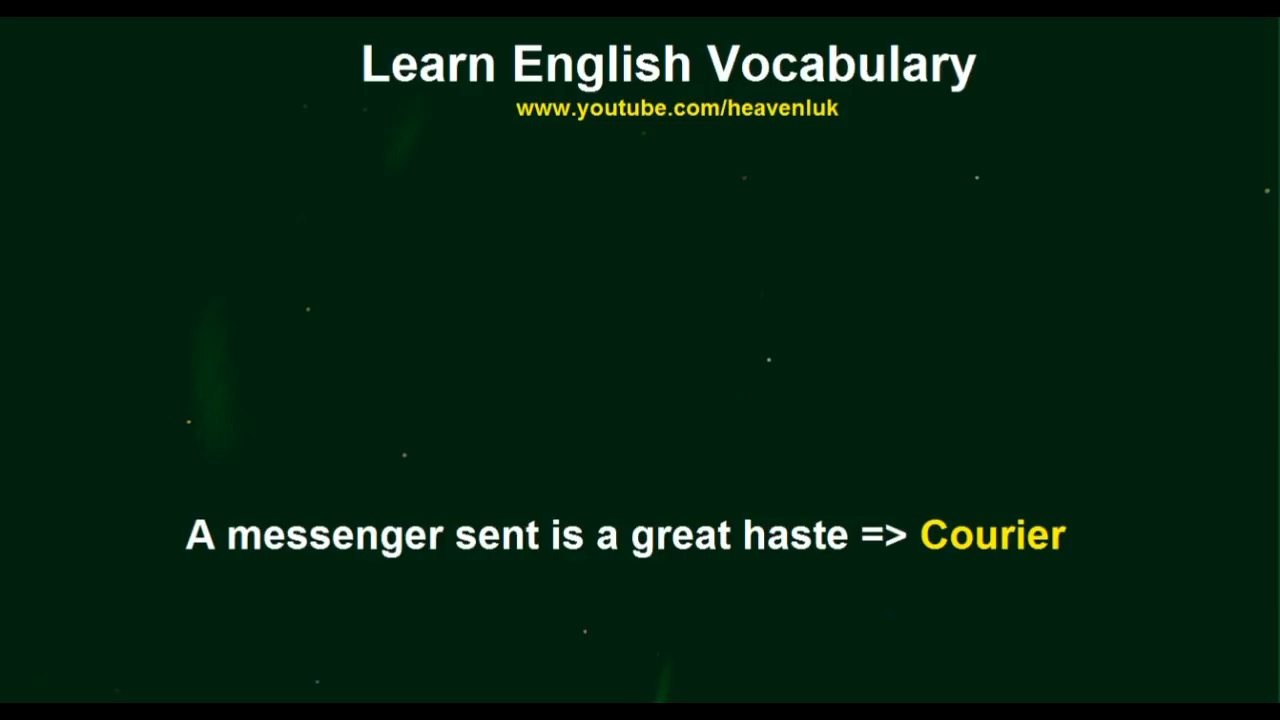 Learn English Vocabulary
www.youtube.com/heavenluk
A messenger sent is a great haste => Courier